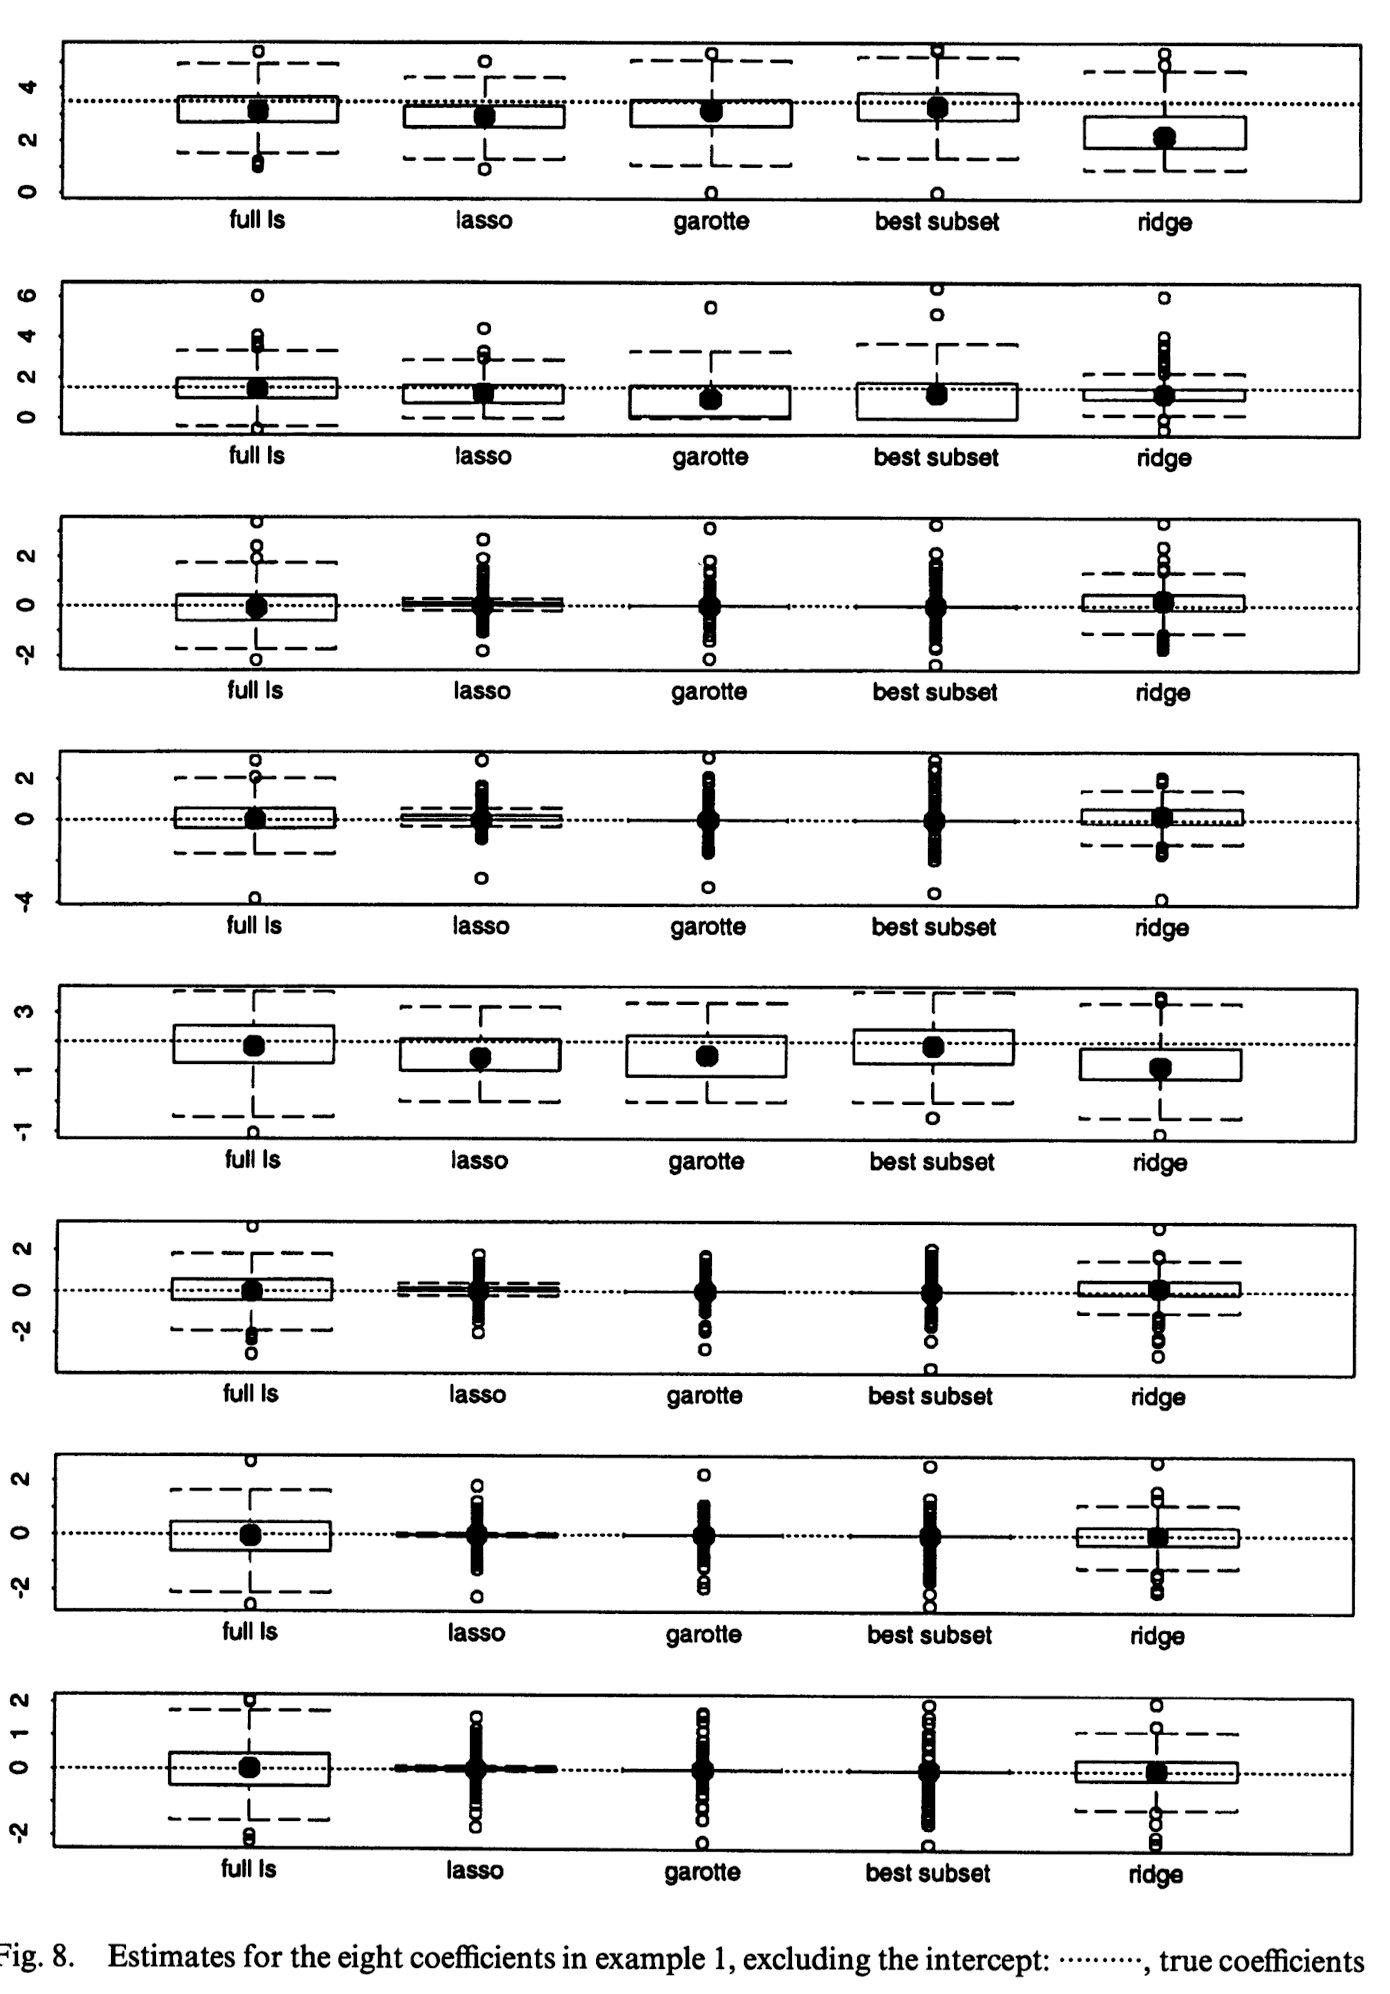 4
2
0
full ls lasso garotte best subset ridge
6
4
2
0
full ls lasso garotte best subset ridge
2
0
-2
full ls lasso garotte best subset ridge
2
0
-4
full ls lasso garotte best subset ridge
3
1
-1
full ls lasso garotte best subset ridge
2
0
-2
full ls lasso garotte best subset ridge
2
0
-2
full ls lasso garotte best subset ridge
2
1
0
-2
full ls lasso garotte best subset ridge
Fig. 8. Estimates for the eight coefficients in example 1, excluding the intercept: ··········, true coefficients